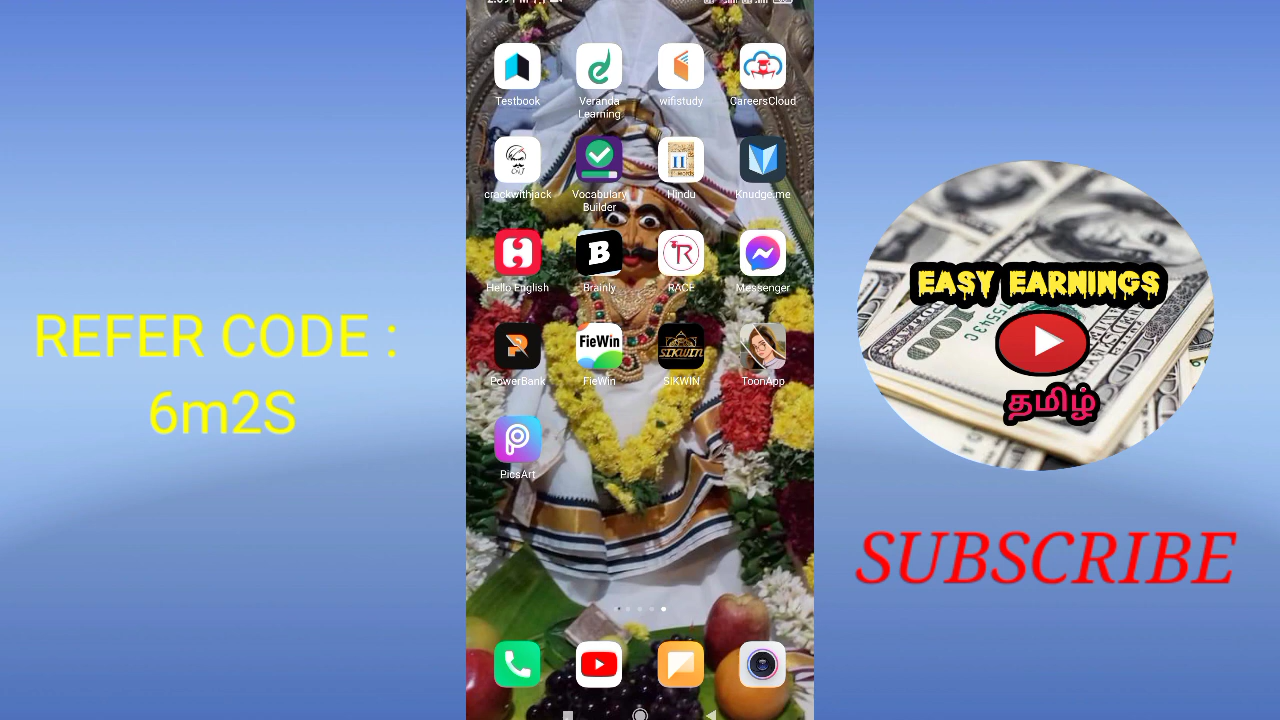 REFER CODE :
6m2S
Testbook
Veranda Learning
wifistudy
CareersCloud
crackwithjack
Vocabulary Builder
Hindu
Knudge.me
Hello English
Brainly
RACE
Messenger
PowerBank
FieWin
FieWin
SIKWIN
SIKWIN
ToonApp
PicsArt
EASY EARNINGS
தமிழ்
SUBSCRIBE